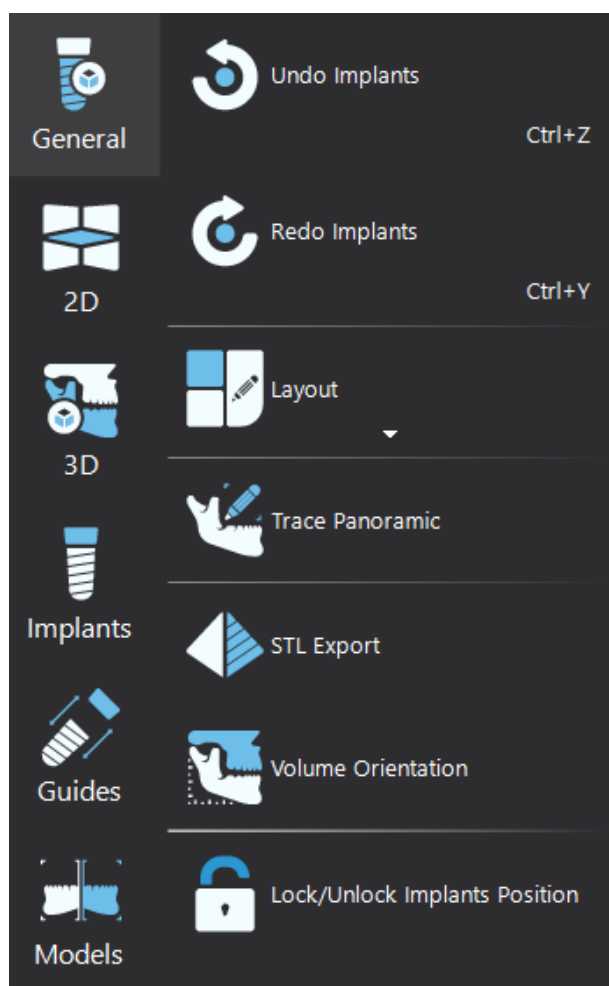 General
2D
3D
Implants
Guides
Models
Undo Implants
Ctrl+Z
Redo Implants
Ctrl+Y
Layout
Trace Panoramic
STL Export
Volume Orientation
Lock/Unlock Implants Position